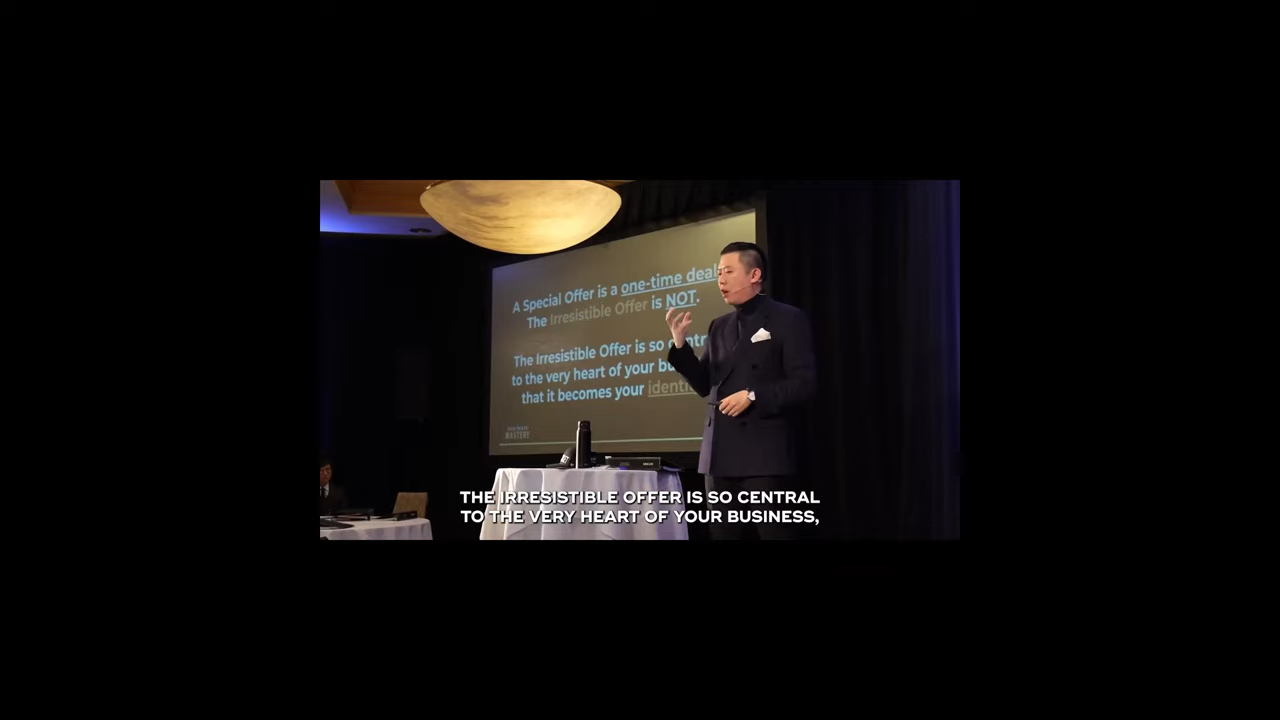 A Special Offer is a one-time deal
The Irresistible Offer is NOT.
The Irresistible Offer is so
to the very heart of your
that it becomes your
MASTERY
THE IRRESISTIBLE OFFER IS SO CENTRAL
TO THE VERY HEART OF YOUR BUSINESS,